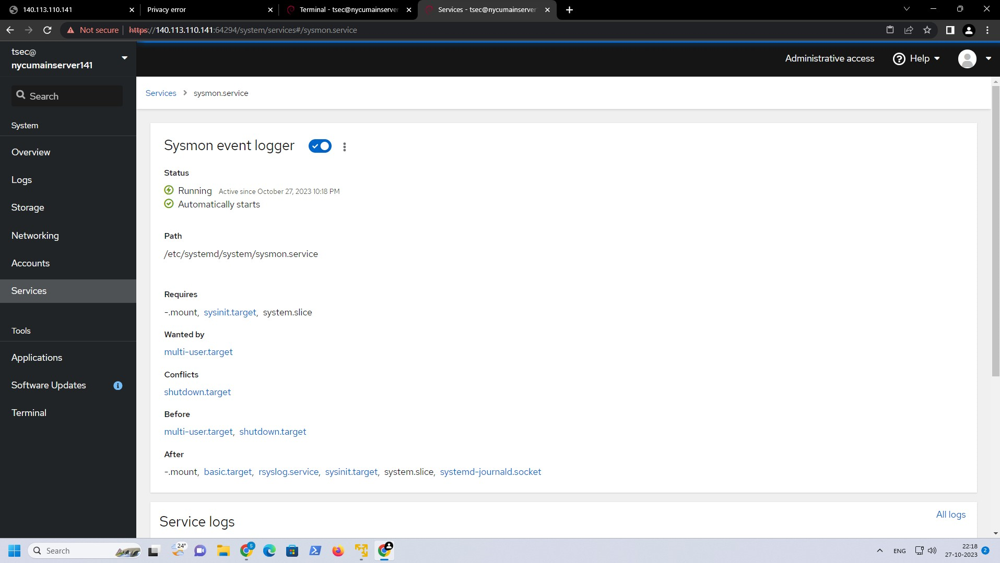 140.113.110.141
Privacy error
Terminal - tsec@nycumainserver
Services - tsec@nycumainserver
Not secure
https://140.113.110.141:64294/system/services#/sysmon.service
tsec@
nycumainserver141
Administrative access
Help
Search
Services
sysmon.service
System
Overview
Logs
Storage
Networking
Accounts
Services
Tools
Applications
Software Updates
Terminal
Sysmon event logger
Status
Running Active since October 27, 2023 10:18 PM
Automatically starts
Path
/etc/systemd/system/sysmon.service
Requires
-.mount, sysinit.target, system.slice
Wanted by
multi-user.target
Conflicts
shutdown.target
Before
multi-user.target, shutdown.target
After
-.mount, basic.target, rsyslog.service, sysinit.target, system.slice, systemd-journald.socket
Service logs
All logs
Search
24°
S
ENG
22:18
27-10-2023
2